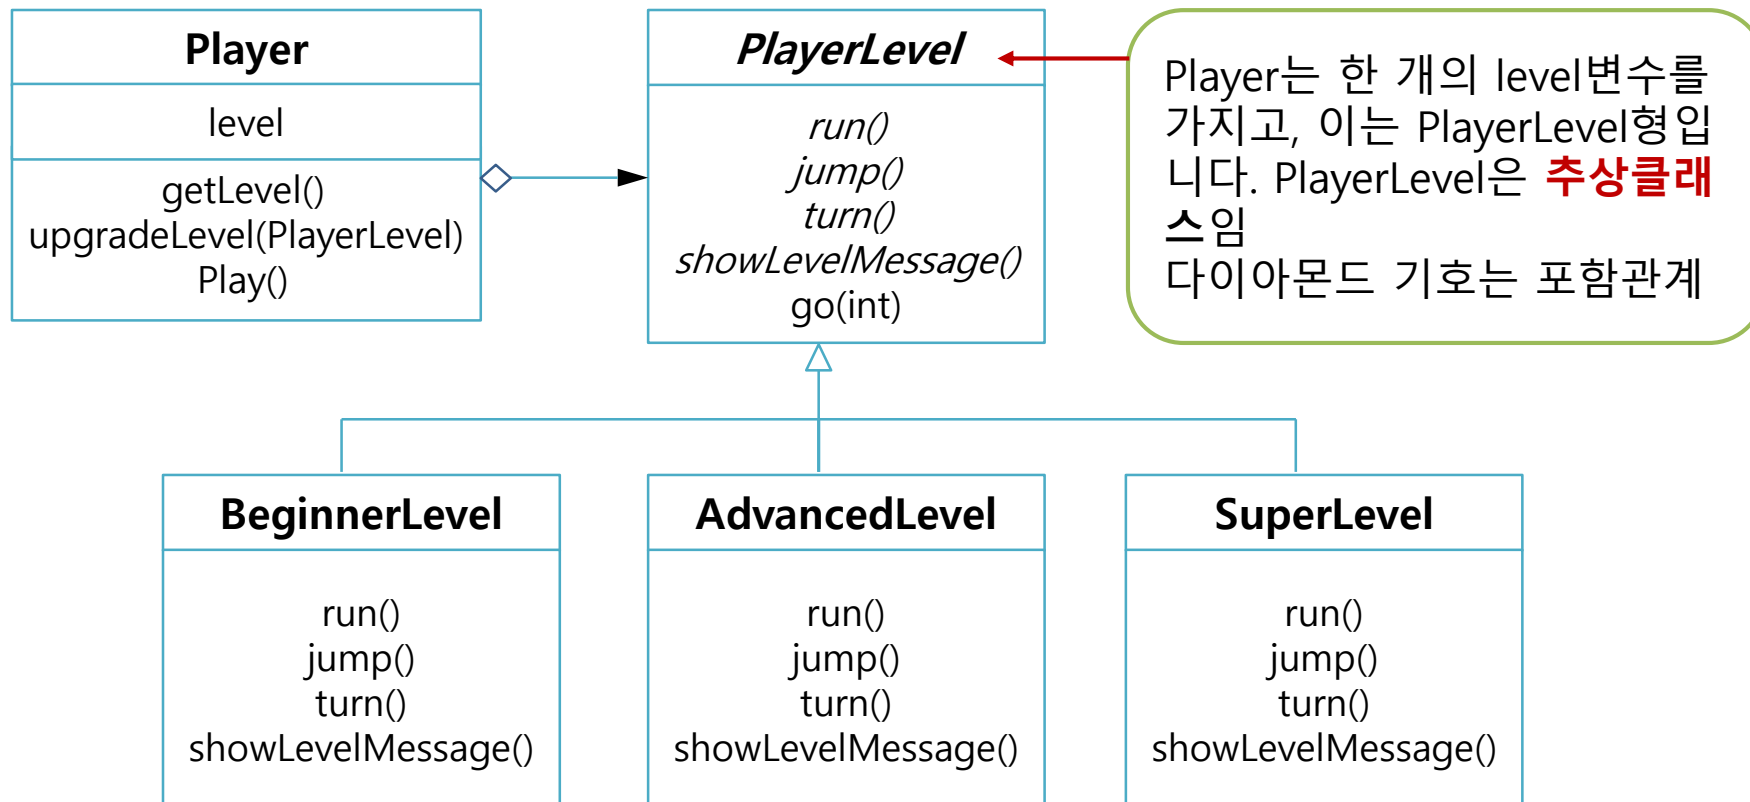 Player
level
getLevel()
upgradeLevel(PlayerLevel)
Play()
PlayerLevel
run()
jump()
turn()
showLevelMessage()
go(int)
Player는 한 개의 level변수를
가지고, 이는 PlayerLevel형입
니다. PlayerLevel은 추상클래
스임
다이아몬드 기호는 포함관계
BeginnerLevel
run()
jump()
turn()
showLevelMessage()
AdvancedLevel
run()
jump()
turn()
showLevelMessage()
SuperLevel
run()
jump()
turn()
showLevelMessage()